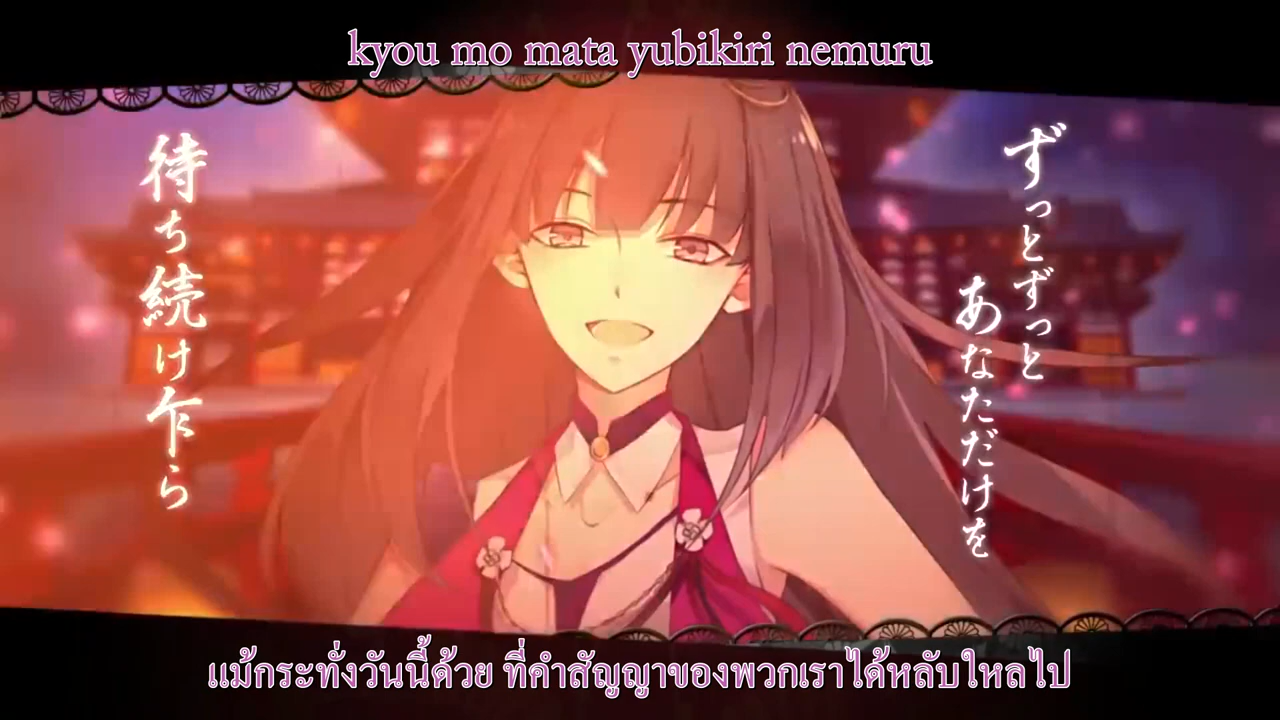 kyou mo mata yubikiri nemuru
ずっとずっと
あなただけを
待ち続け乍ら
แม้กระทั่งวันนี้ด้วย ที่คำสัญญาของพวกเราได้หลับใหลไป